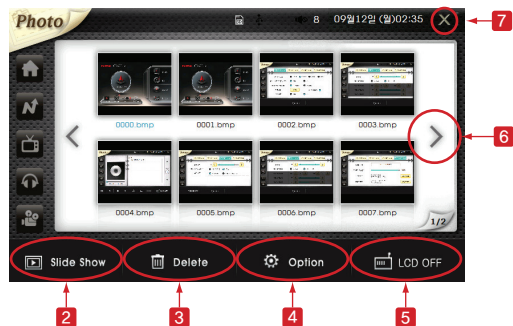 Photo
8 09월12일 (월)02:35
7
0000.bmp 0001.bmp 0002.bmp 0003.bmp
6
0004.bmp 0005.bmp 0006.bmp 0007.bmp
1/2
Slide Show Delete Option LCD OFF
2 3 4 5